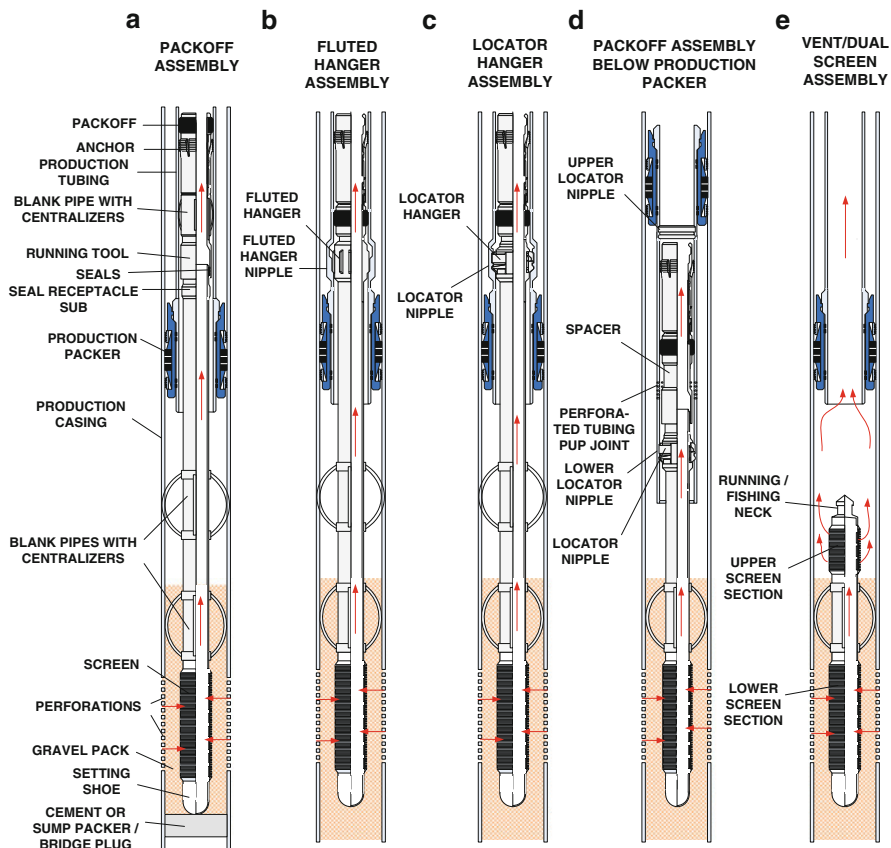 a
PACKOFF
ASSEMBLY
b
FLUTED
HANGER
ASSEMBLY
c
LOCATOR
HANGER
ASSEMBLY
d
PACKOFF ASSEMBLY
BELOW PRODUCTION
PACKER
e
VENT/DUAL
SCREEN
ASSEMBLY
PACKOFF
ANCHOR
PRODUCTION
TUBING
BLANK PIPE WITH
CENTRALIZERS
RUNNING TOOL
SEALS
SEAL RECEPTACLE
SUB
PRODUCTION
PACKER
PRODUCTION
CASING
BLANK PIPES WITH
CENTRALIZERS
SCREEN
PERFORATIONS
GRAVEL PACK
SETTING
SHOE
CEMENT OR
SUMP PACKER /
BRIDGE PLUG
FLUTED
HANGER
FLUTED
HANGER
NIPPLE
LOCATOR
HANGER
LOCATOR
NIPPLE
UPPER
LOCATOR
NIPPLE
SPACER
PERFORA-
TED TUBING
PUP JOINT
LOWER
LOCATOR
NIPPLE
LOCATOR
NIPPLE
RUNNING /
FISHING
NECK
UPPER
SCREEN
SECTION
LOWER
SCREEN
SECTION